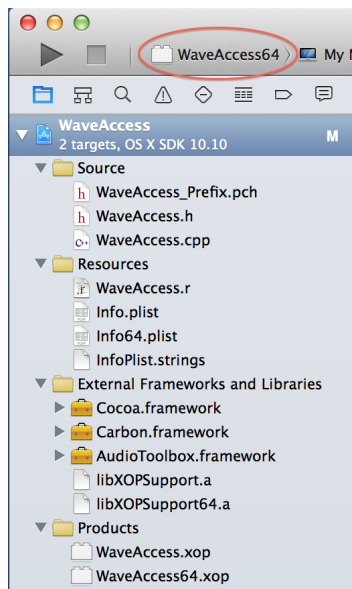 WaveAccess64 My M
WaveAccess
2 targets, OS X SDK 10.10 M
Source
h WaveAccess_Prefix.pch
h WaveAccess.h
C++ WaveAccess.cpp
Resources
.r WaveAccess.r
Info.plist
Info64.plist
InfoPlist.strings
External Frameworks and Libraries
Cocoa.framework
Carbon.framework
AudioToolbox.framework
libXOPSupport.a
libXOPSupport64.a
Products
WaveAccess.xop
WaveAccess64.xop